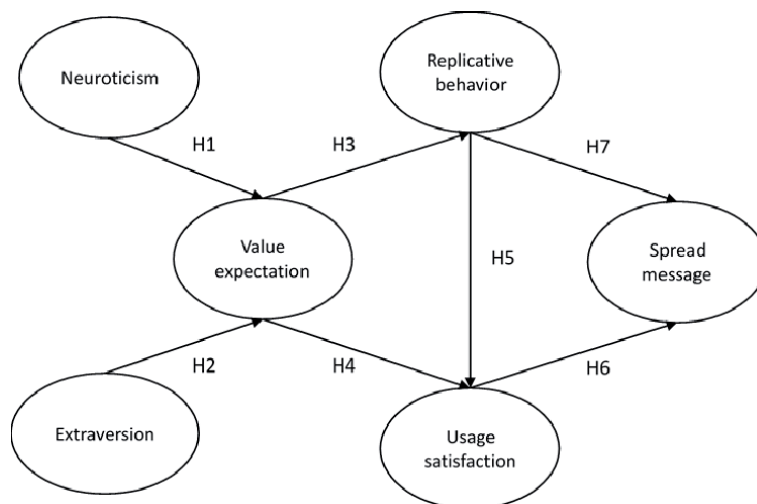 Neuroticism
Replicative
behavior
H1
H3
H7
Value
expectation
H5
Spread
message
H2
H4
H6
Extraversion
Usage
satisfaction